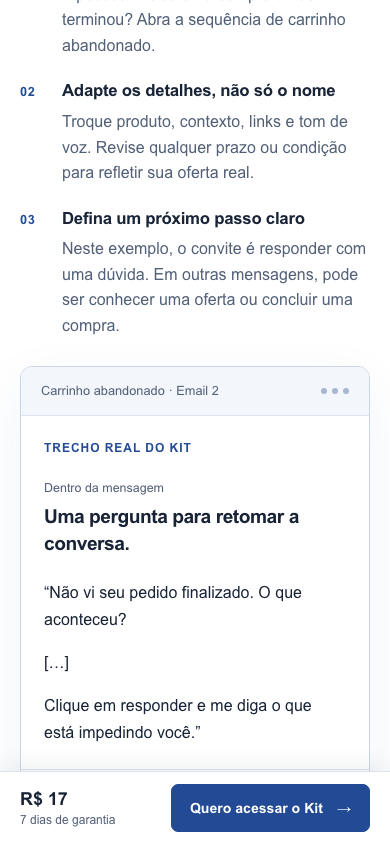 terminou? Abra a sequência de carrinho
abandonado.
02
Adapte os detalhes, não só o nome
Troque produto, contexto, links e tom de
voz. Revise qualquer prazo ou condição
para refletir sua oferta real.
03
Defina um próximo passo claro
Neste exemplo, o convite é responder com
uma dúvida. Em outras mensagens, pode
ser conhecer uma oferta ou concluir uma
compra.
Carrinho abandonado · Email 2
TRECHO REAL DO KIT
Dentro da mensagem
Uma pergunta para retomar a
conversa.
“Não vi seu pedido finalizado. O que
aconteceu?
[…]
Clique em responder e me diga o que
está impedindo você.”
R$ 17
7 dias de garantia
Quero acessar o Kit →